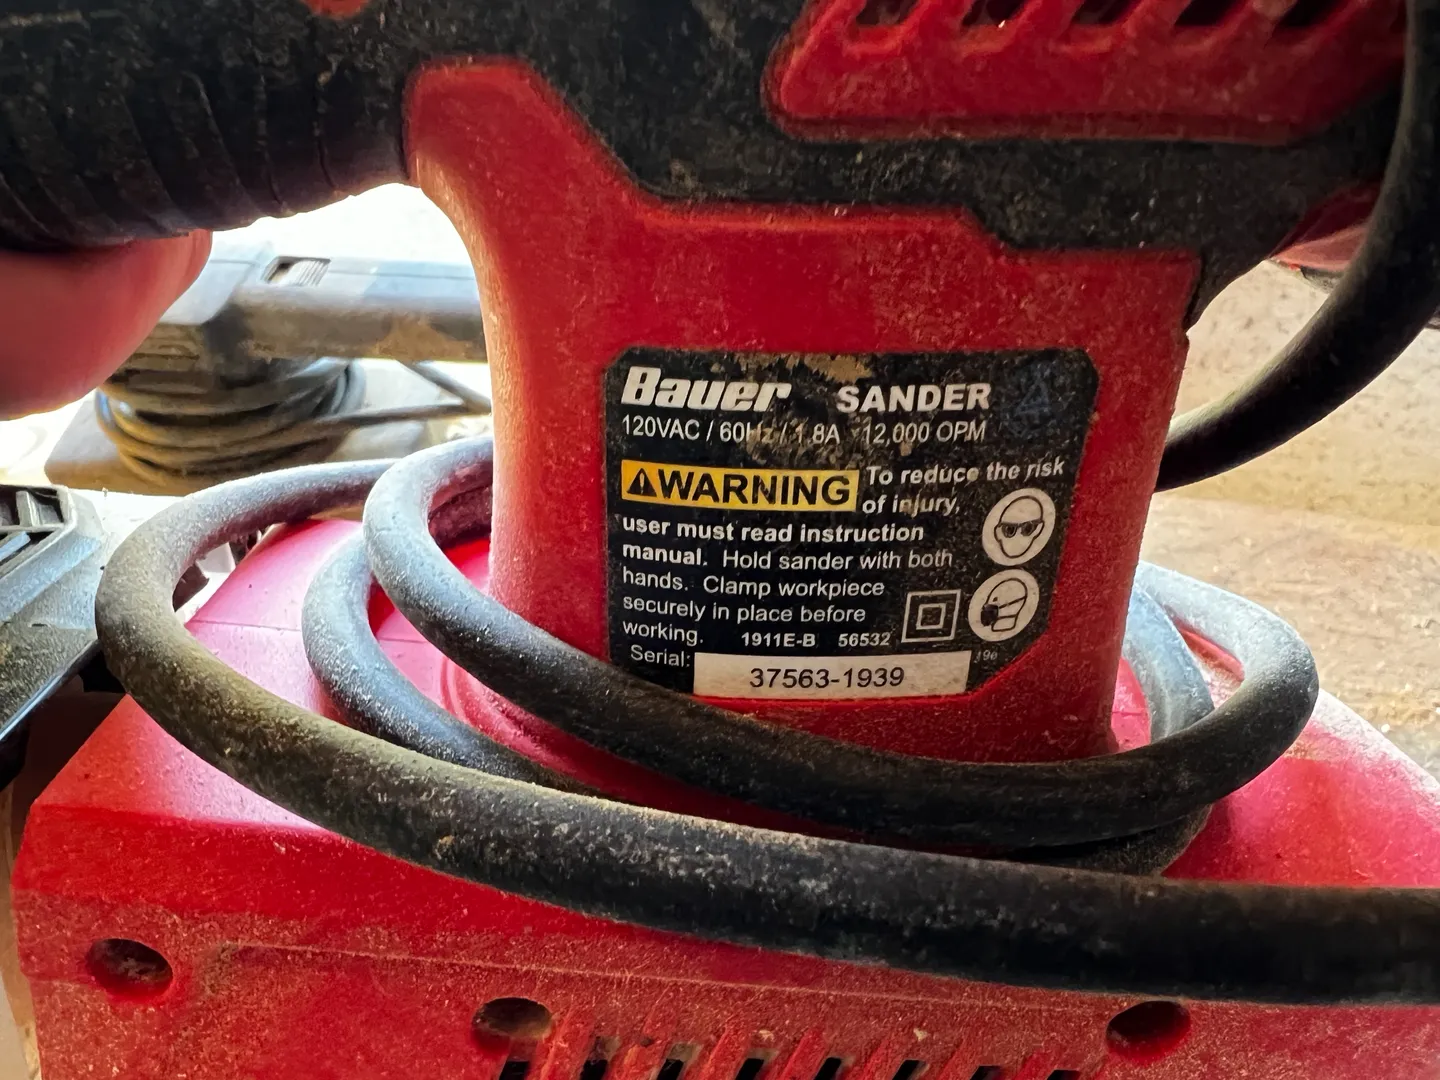 Bauer SANDER
120VAC / 60Hz / 1.8A 12,000 OPM
WARNING To reduce the risk
of injury,
user must read instruction
manual. Hold sander with both
hands. Clamp workpiece
securely in place before
working. 1911E-B 56532
Serial: 37563-1939 19e